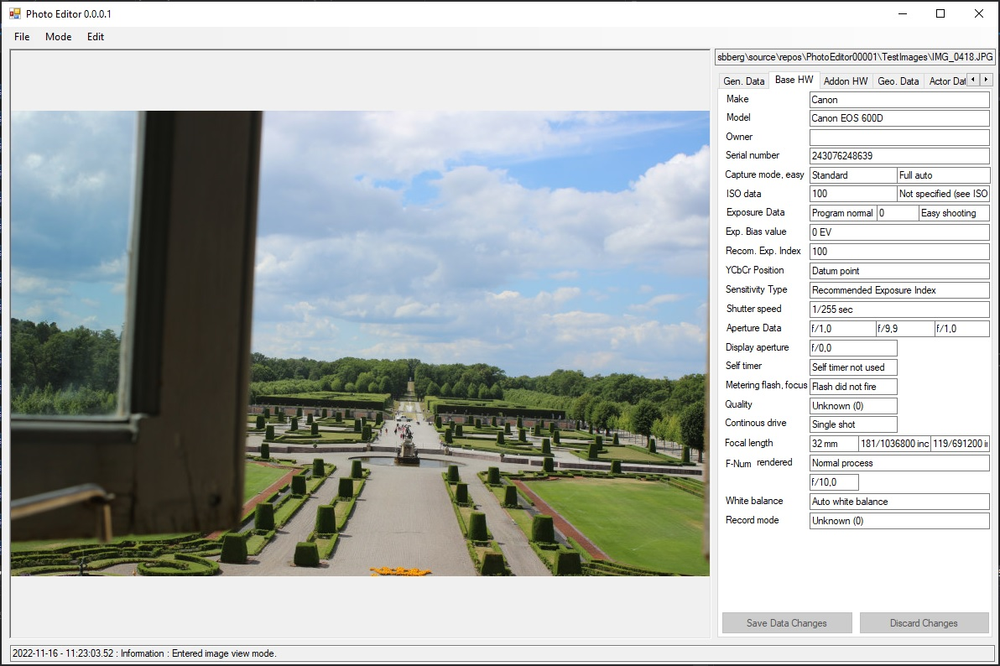 Photo Editor 0.0.0.1
File Mode Edit
sbberg\source\repos\PhotoEditor00001\TestImages\IMG_0418.JPG
Gen. Data Base HW Addon HW Geo. Data Actor Dat
Make Canon
Model Canon EOS 600D
Owner
Serial number 243076248639
Capture mode, easy Standard Full auto
ISO data 100 Not specified (see ISO
Exposure Data Program normal 0 Easy shooting
Exp. Bias value 0 EV
Recom. Exp. Index 100
YCbCr Position Datum point
Sensitivity Type Recommended Exposure Index
Shutter speed 1/255 sec
Aperture Data f/1,0 f/9,9 f/1,0
Display aperture f/0,0
Self timer Self timer not used
Metering flash, focus Flash did not fire
Quality Unknown (0)
Continous drive Single shot
Focal length 32 mm 181/1036800 inc 119/691200 i
F-Num rendered Normal process
f/10,0
White balance Auto white balance
Record mode Unknown (0)
Save Data Changes Discard Changes
2022-11-16 - 11:23:03.52 : Information : Entered image view mode.